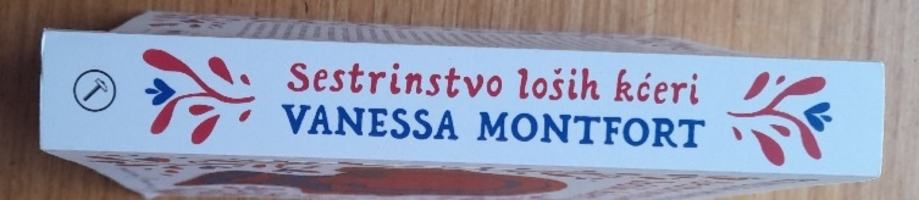 Sestrinstvo loših kćeri
VANESSA MONTFORT